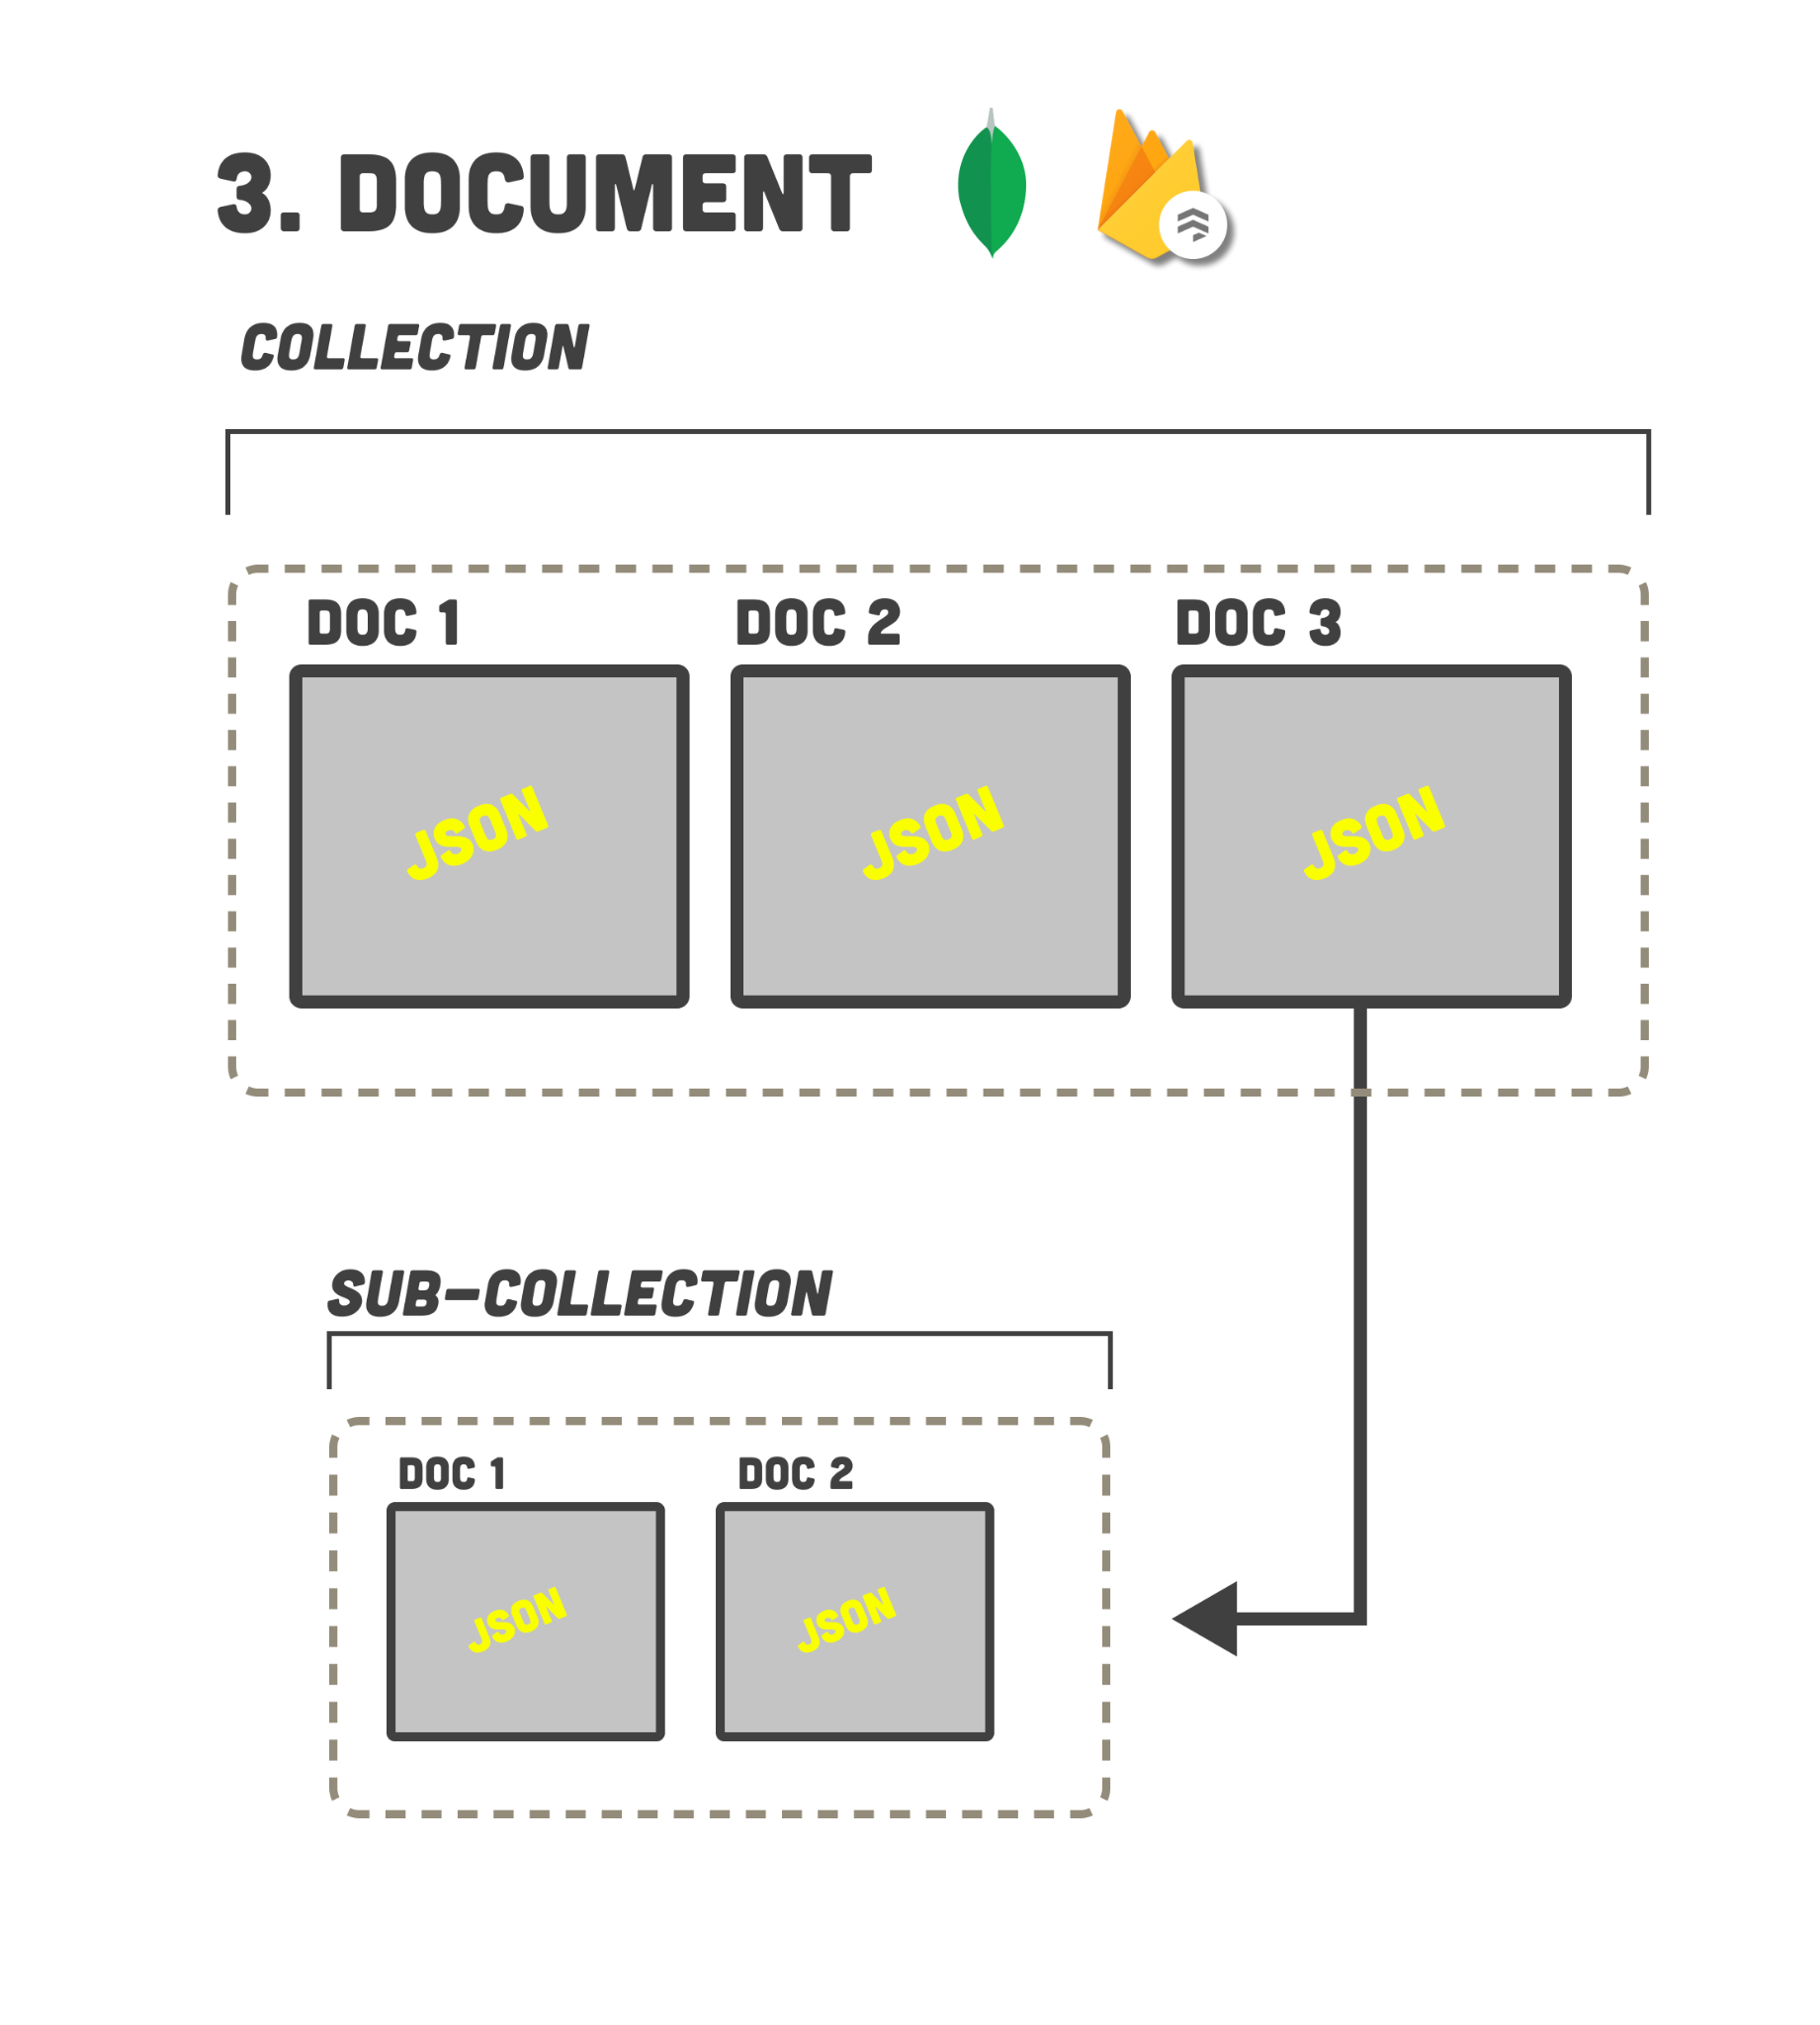 3. DOCUMENT
COLLECTION
DOC 1 DOC 2 DOC 3
JSON JSON JSON
SUB-COLLECTION
DOC 1 DOC 2
JSON JSON